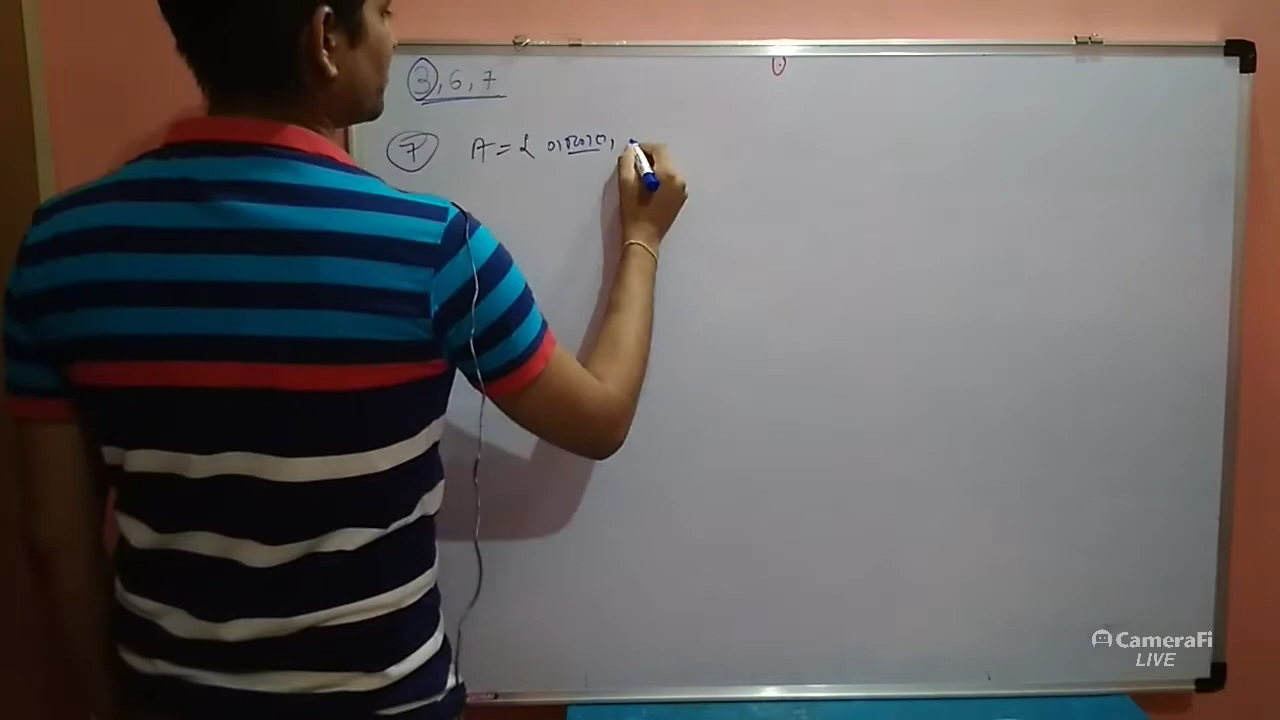 3, 6, 7
7 A = {
CameraFi
LIVE